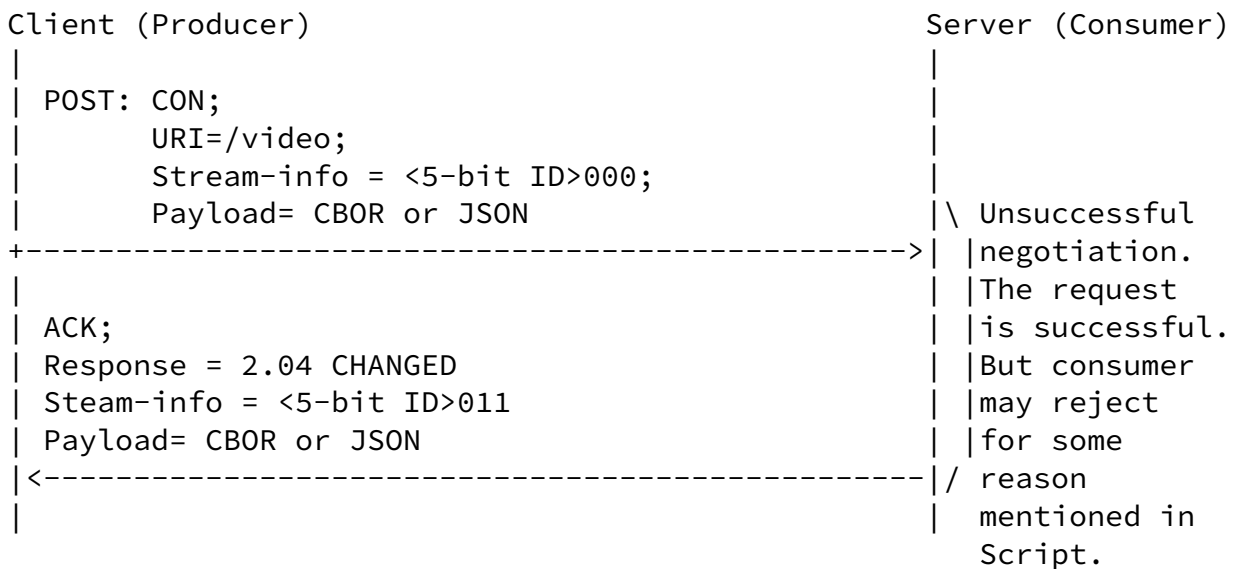 Client (Producer) Server (Consumer)
POST: CON;
URI=/video;
Stream-info = <5-bit ID>000;
Payload= CBOR or JSON \ Unsuccessful
+------------------------------------------------->| |negotiation.
|The request
ACK; |is successful.
Response = 2.04 CHANGED |But consumer
Steam-info = <5-bit ID>011 |may reject
Payload= CBOR or JSON |for some
|<-------------------------------------------------|/ reason
mentioned in
Script.